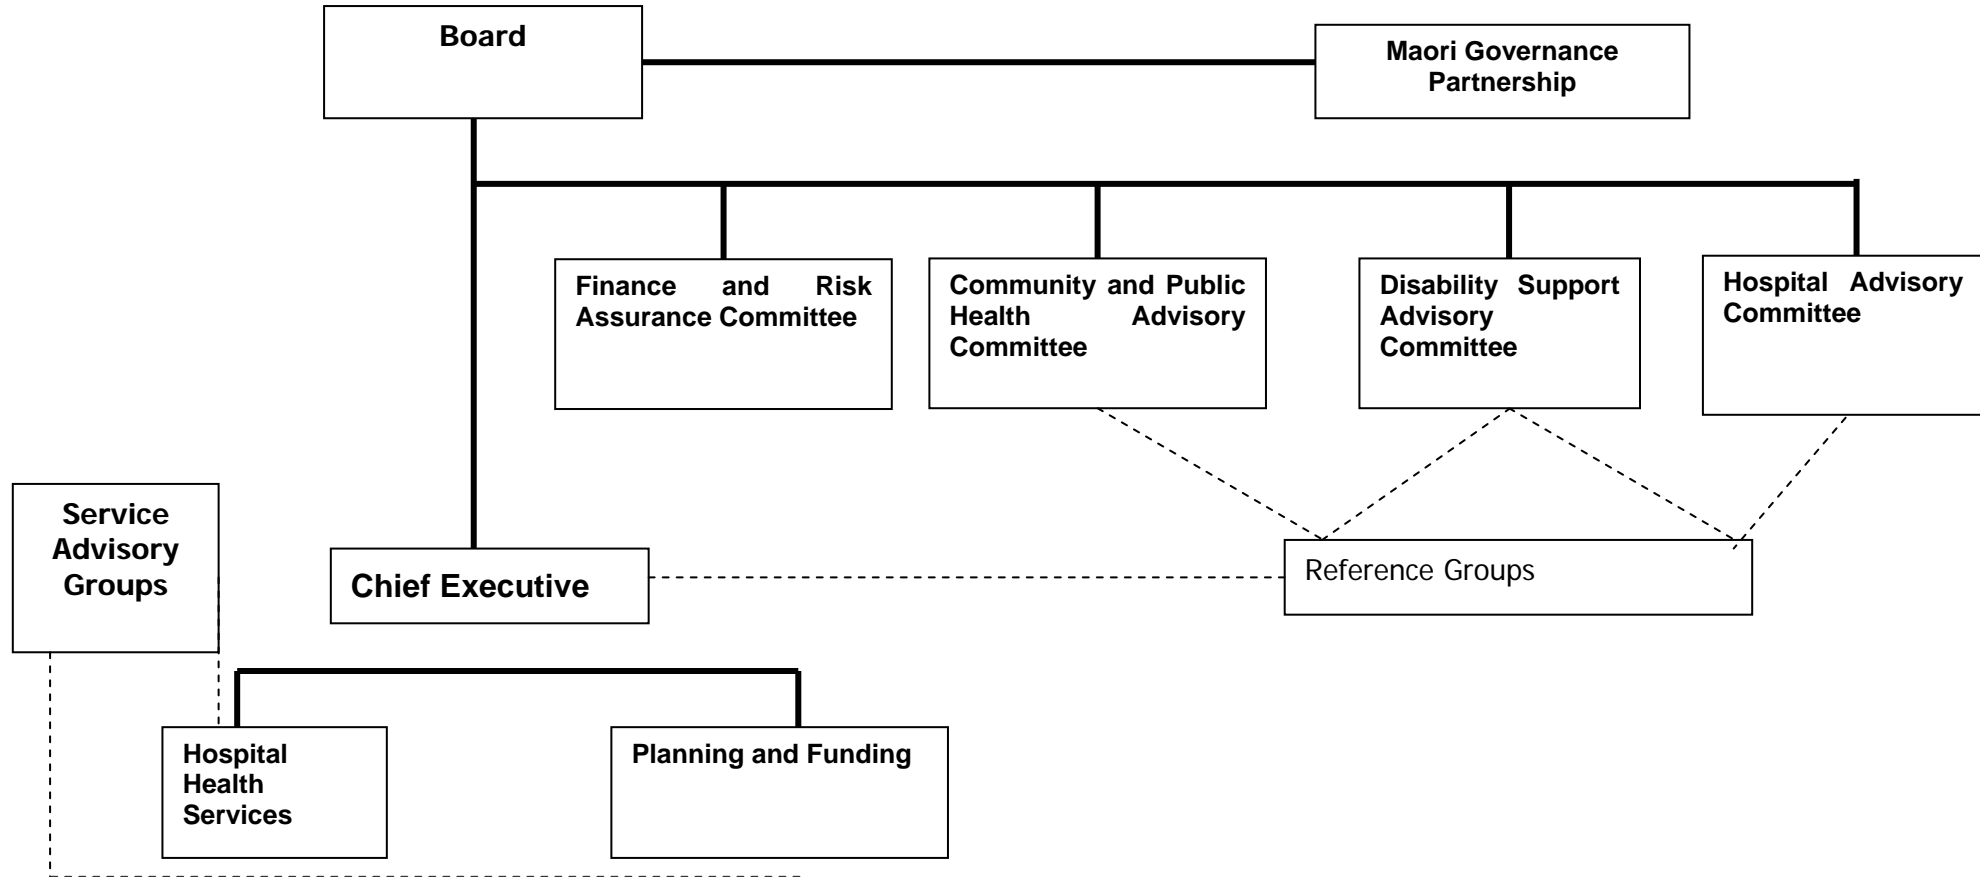 Board
Maori Governance
Partnership
Finance and Risk
Assurance Committee
Community and Public
Health Advisory
Committee
Disability Support
Advisory
Committee
Hospital Advisory
Committee
Service
Advisory
Groups
Chief Executive
Reference Groups
Hospital
Health
Services
Planning and Funding